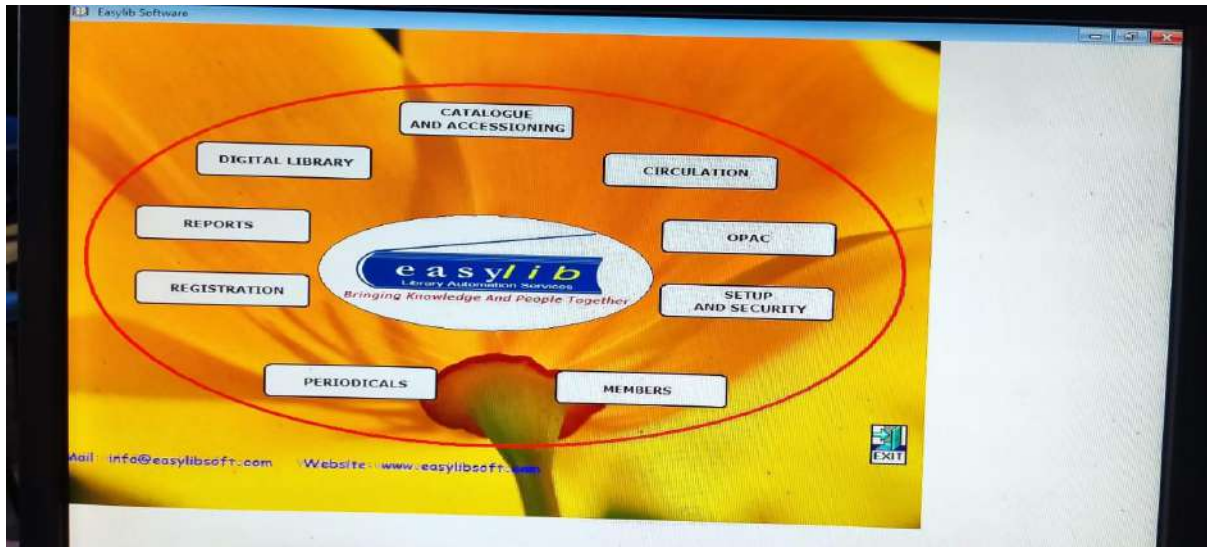 Easylib Software
CATALOGUE
AND ACCESSIONING
DIGITAL LIBRARY
CIRCULATION
REPORTS
OPAC
easylib
Library Automation Services
Bringing Knowledge And People Together
REGISTRATION
SETUP
AND SECURITY
PERIODICALS
MEMBERS
Mail: info@easylibsoft.com Website: www.easylibsoft.com
EXIT